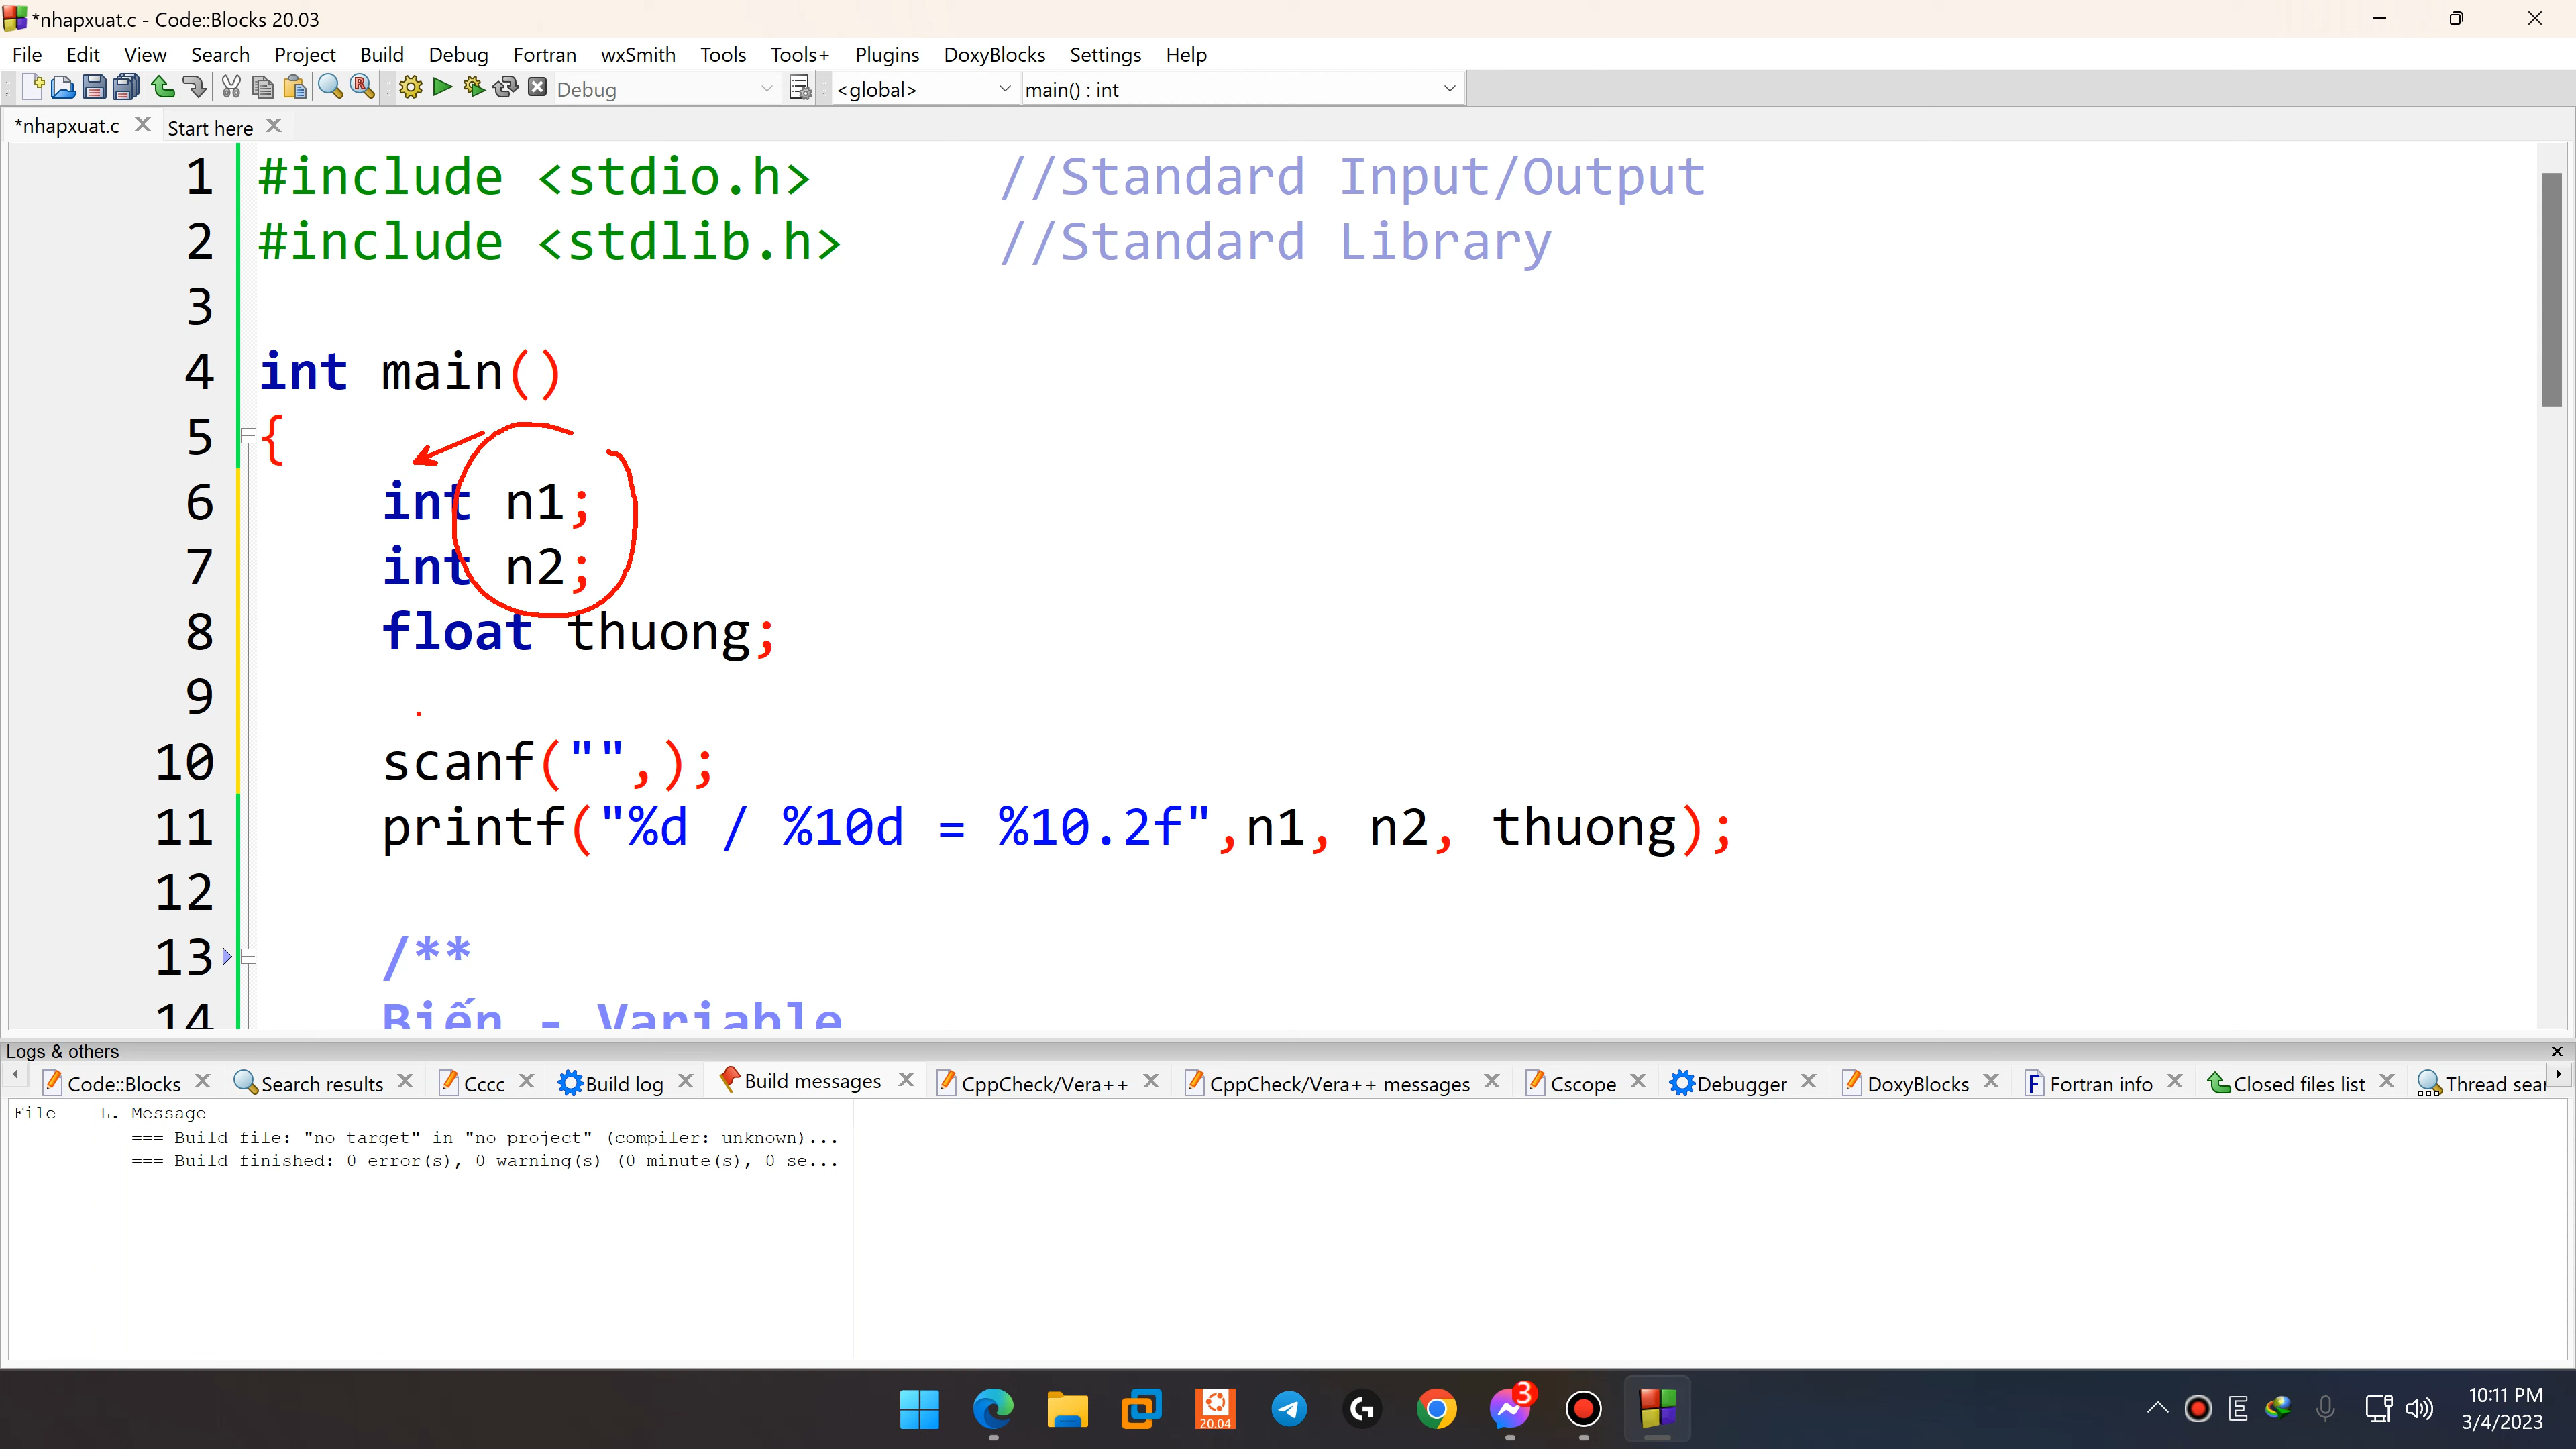 *nhapxuat.c - Code::Blocks 20.03
File Edit View Search Project Build Debug Fortran wxSmith Tools Tools+ Plugins DoxyBlocks Settings Help
Debug <global> main() : int
*nhapxuat.c Start here
1 #include <stdio.h> //Standard Input/Output
2 #include <stdlib.h> //Standard Library
3
4 int main()
5 {
6 int n1;
7 int n2;
8 float thuong;
9
10 scanf("",);
11 printf("%d / %10d = %10.2f",n1, n2, thuong);
12
13 /**
14 Biến - Variable
Logs & others
Code::Blocks Search results Cccc Build log Build messages CppCheck/Vera++ CppCheck/Vera++ messages Cscope Debugger DoxyBlocks Fortran info Closed files list Thread sear
File L. Message
=== Build file: "no target" in "no project" (compiler: unknown)...
=== Build finished: 0 error(s), 0 warning(s) (0 minute(s), 0 se...
20.04
3
E
10:11 PM
3/4/2023